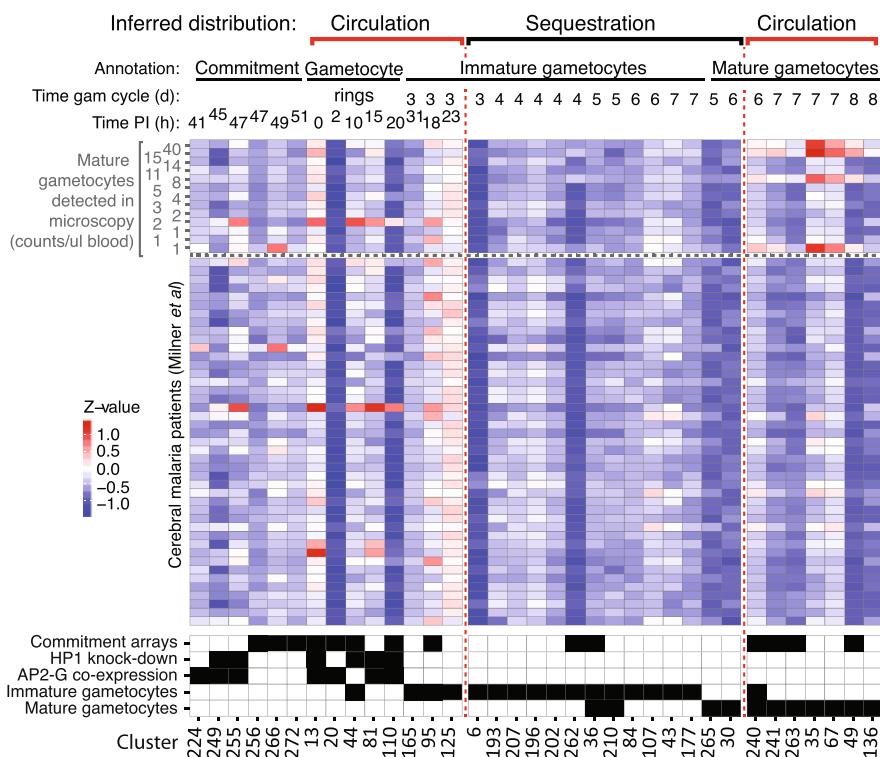 Inferred distribution: Circulation Sequestration Circulation
Annotation: Commitment Gametocyte rings Immature gametocytes Mature gametocytes
Time gam cycle (d): 3 3 3 3 4 4 4 4 4 5 5 6 6 7 7 5 6 6 7 7 7 7 8 8
Time PI (h): 41 45 47 47 49 51 0 2 10 15 20 31 18 23
Mature gametocytes detected in microscopy (counts/ul blood)
40
15
14
11
8
5
4
3
2
2
1
1
1
Cerebral malaria patients (Milner et al)
Z-value
1.0
0.5
0.0
−0.5
−1.0
Commitment arrays
HP1 knock-down
AP2-G co-expression
Immature gametocytes
Mature gametocytes
Cluster 224 249 255 256 266 272 13 20 44 81 110 165 95 125 6 193 207 196 202 262 36 210 84 107 43 177 265 30 240 241 263 35 67 49 136